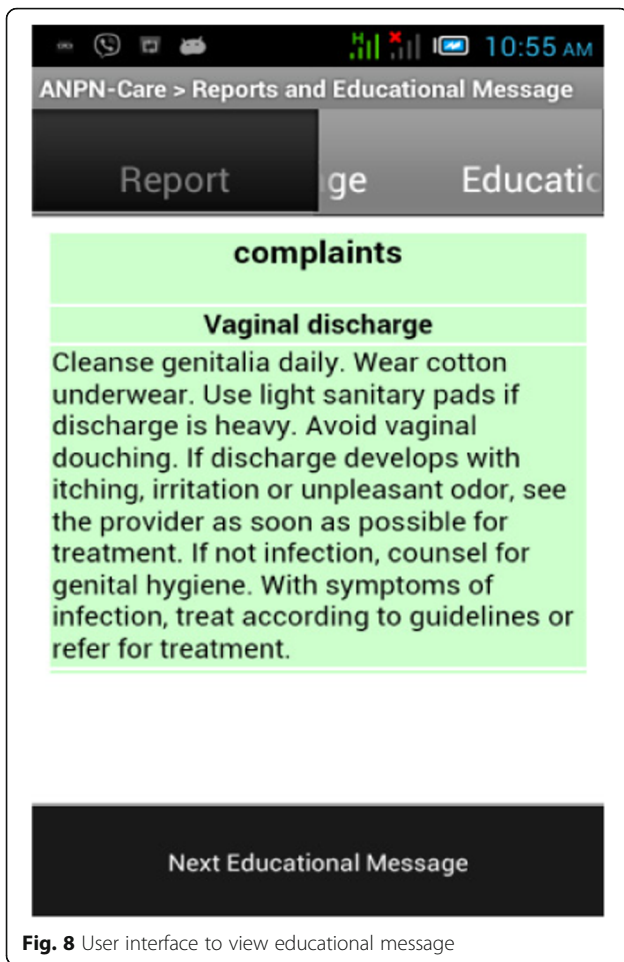 H 10:55 AM
ANPN-Care > Reports and Educational Message
Report ge Educatic
complaints
Vaginal discharge
Cleanse genitalia daily. Wear cotton
underwear. Use light sanitary pads if
discharge is heavy. Avoid vaginal
douching. If discharge develops with
itching, irritation or unpleasant odor, see
the provider as soon as possible for
treatment. If not infection, counsel for
genital hygiene. With symptoms of
infection, treat according to guidelines or
refer for treatment.
Next Educational Message
Fig. 8 User interface to view educational message